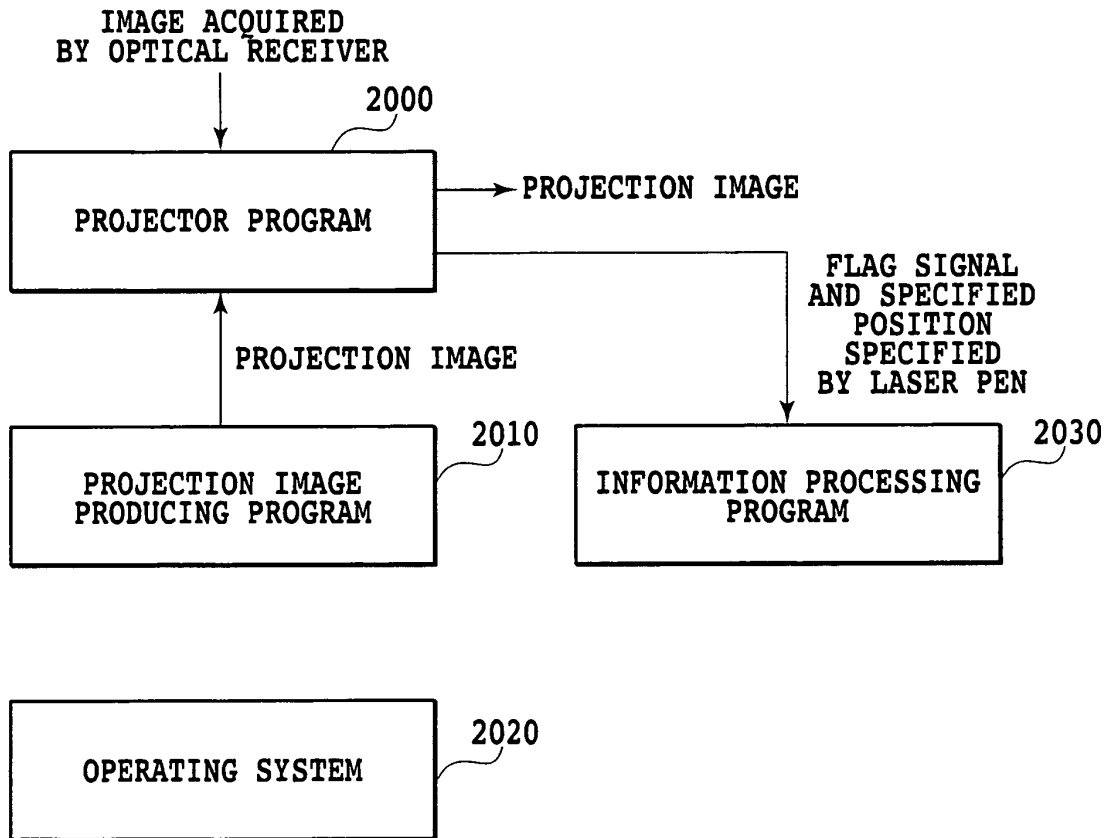 IMAGE ACQUIRED
BY OPTICAL RECEIVER
2000
PROJECTOR PROGRAM
PROJECTION IMAGE
FLAG SIGNAL
AND SPECIFIED
POSITION
SPECIFIED
BY LASER PEN
PROJECTION IMAGE
2010
PROJECTION IMAGE
PRODUCING PROGRAM
2030
INFORMATION PROCESSING
PROGRAM
2020
OPERATING SYSTEM